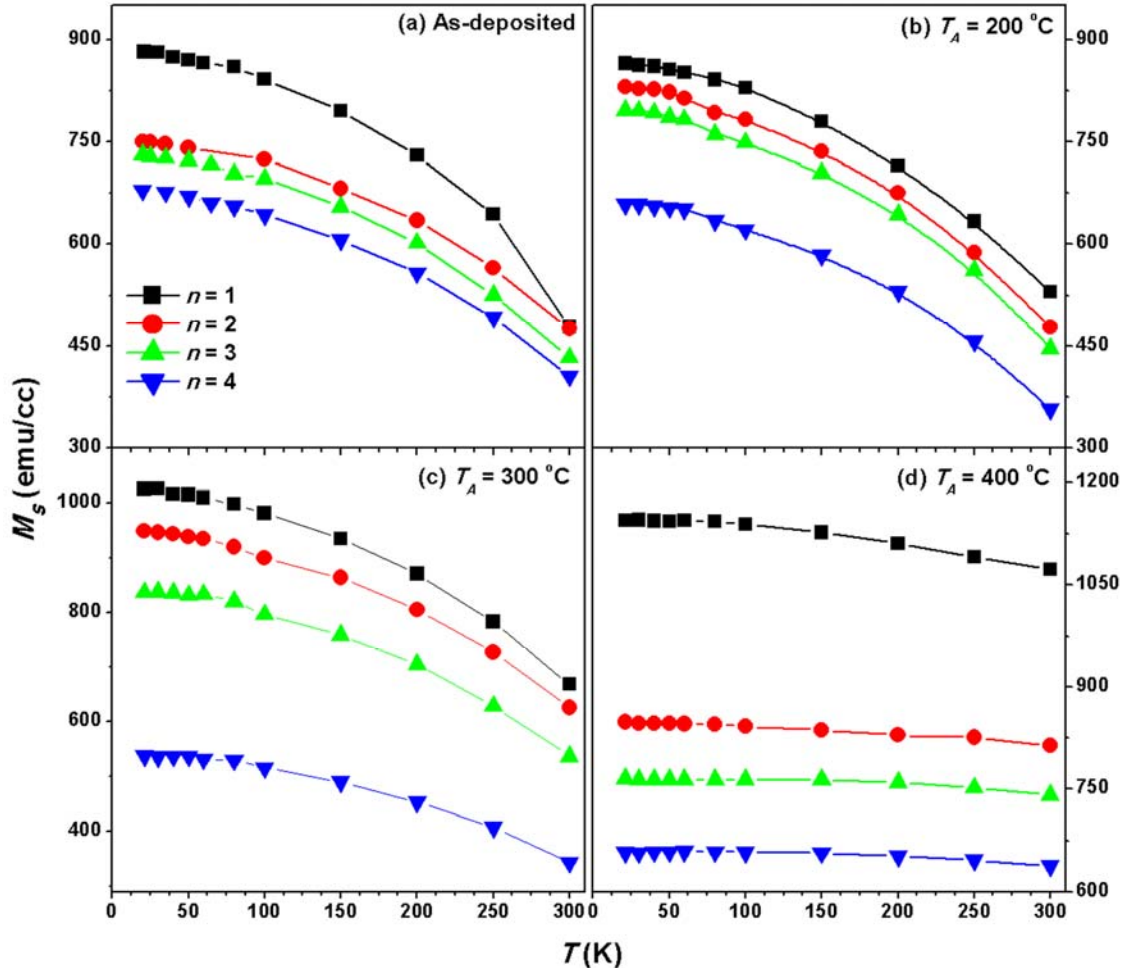 (a) As-deposited
(b) T_A = 200 °C
900
750
600
450
300
n = 1
n = 2
n = 3
n = 4
900
750
600
450
300
M_s (emu/cc)
(c) T_A = 300 °C
(d) T_A = 400 °C
1000
800
600
400
1200
1050
900
750
600
0 50 100 150 200 250 300
0 50 100 150 200 250 300
T (K)